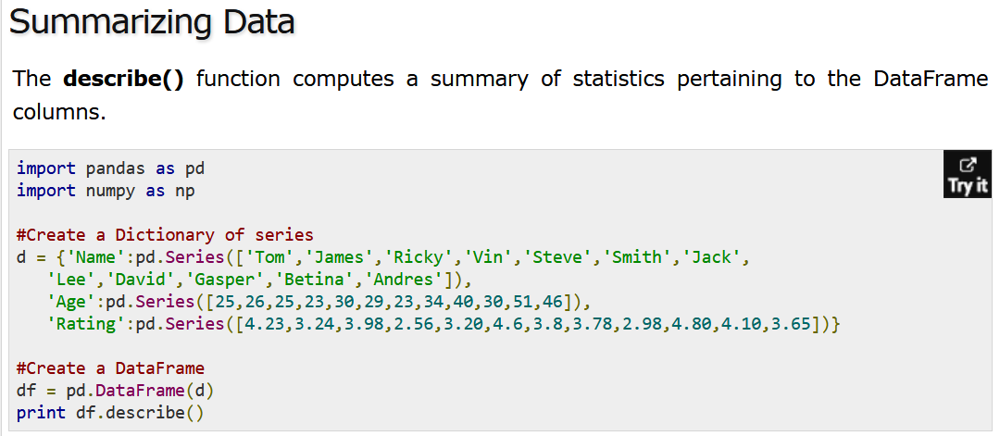 Summarizing Data
The describe() function computes a summary of statistics pertaining to the DataFrame
columns.
import pandas as pd
Try it
import numpy as np
#Create a Dictionary of series
d = {'Name':pd.Series(['Tom','James','Ricky','Vin','Steve','Smith','Jack',
   'Lee','David','Gasper','Betina','Andres']),
   'Age':pd.Series([25,26,25,23,30,29,23,34,40,30,51,46]),
   'Rating':pd.Series([4.23,3.24,3.98,2.56,3.20,4.6,3.8,3.78,2.98,4.80,4.10,3.65])}
#Create a DataFrame
df = pd.DataFrame(d)
print df.describe()